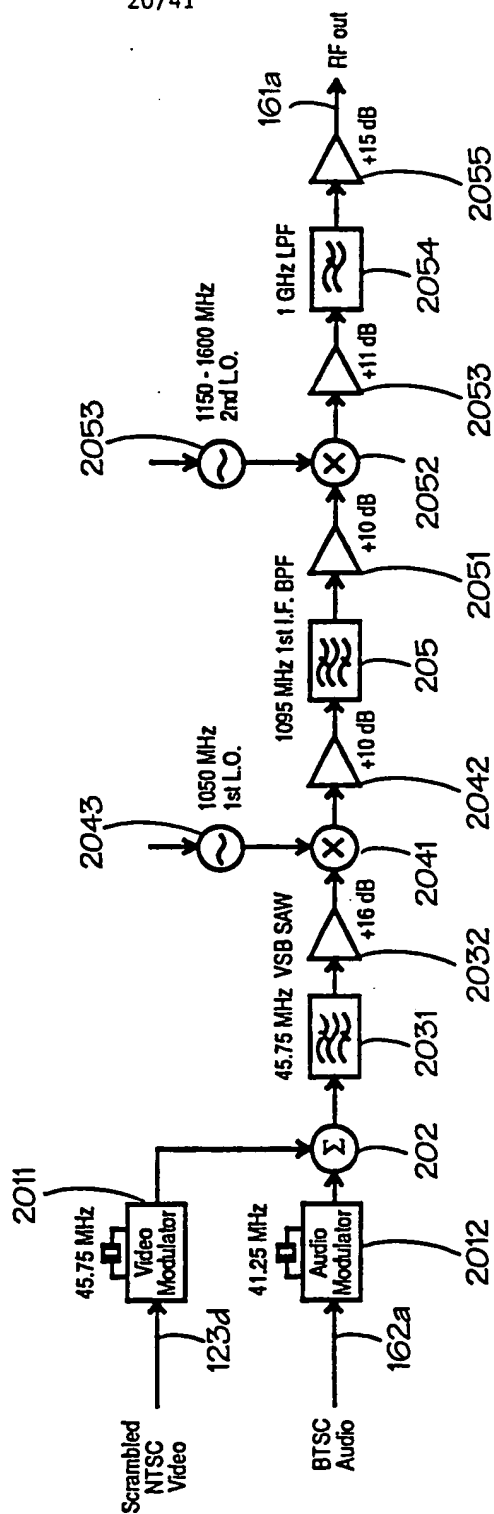 20/41
Scrambled
NTSC
Video
123d
45.75 MHz
Video
Modulator
2011
BTSC
Audio
162a
41.25 MHz
Audio
Modulator
2012
Σ
202
45.75 MHz VSB SAW
2031
+16 dB
2032
2043
1050 MHz
1st L.O.
X
2041
+10 dB
2042
1095 MHz 1st I.F. BPF
205
+10 dB
2051
2053
1150 - 1600 MHz
2nd L.O.
X
2052
+11 dB
2053
1 GHz LPF
2054
+15 dB
2055
161a
RF out